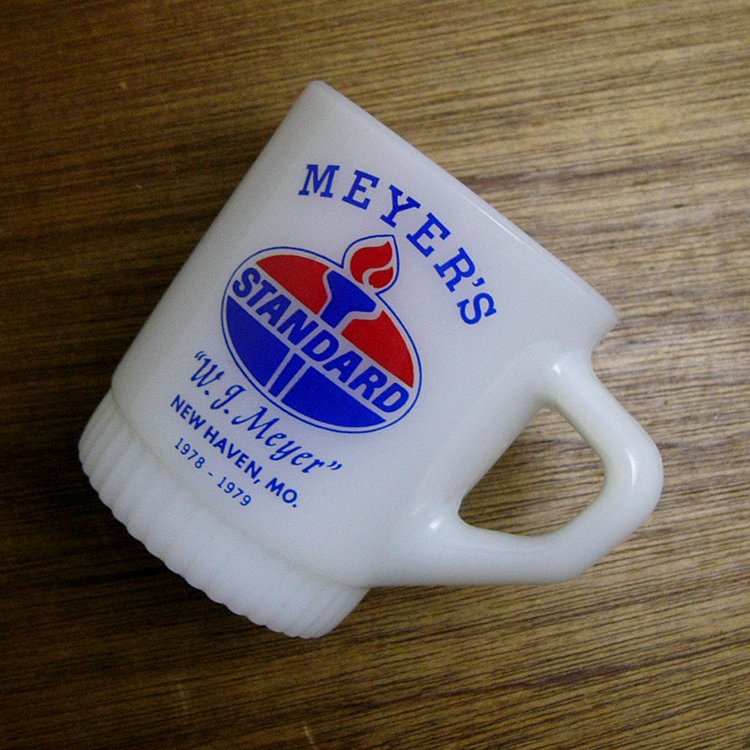 MEYER'S
STANDARD
"W. J. Meyer"
NEW HAVEN, MO.
1978 - 1979